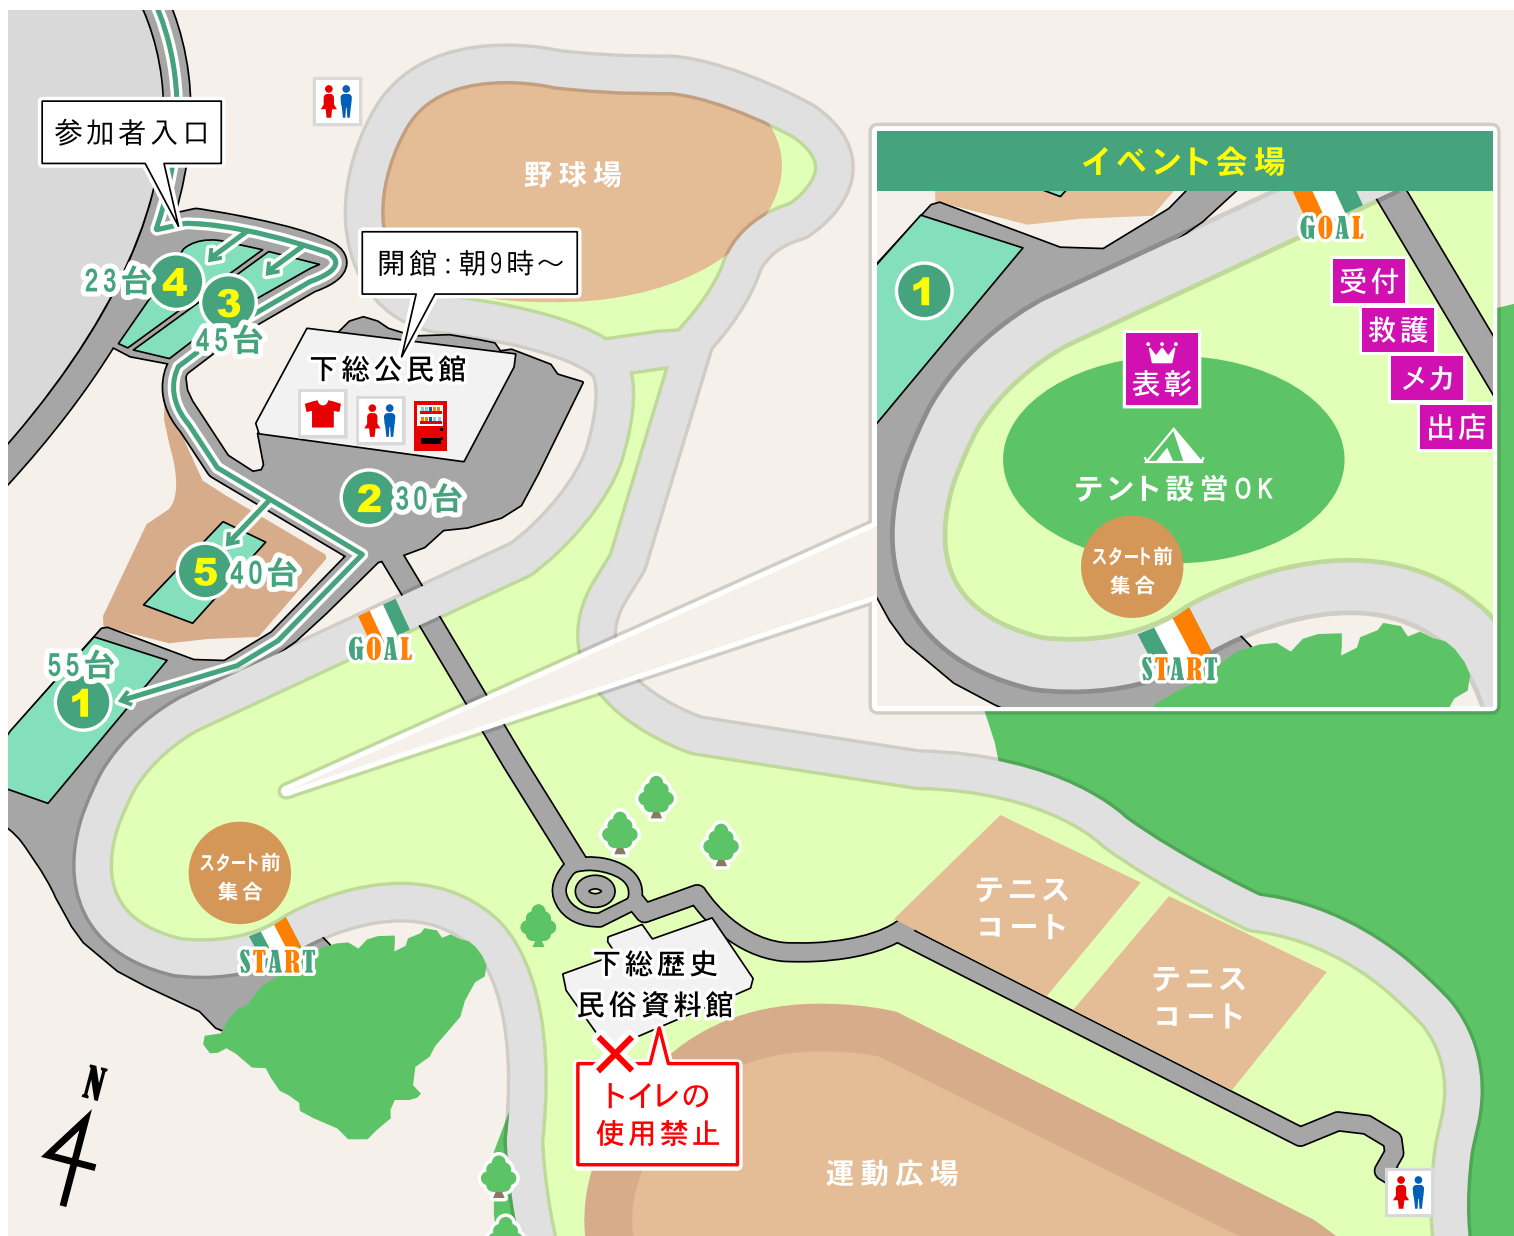 参加者入口
野球場
23台
4
3
45台
開館:朝9時～
下総公民館
2
30台
5
40台
55台
1
GOAL
スタート前
集合
START
下総歴史
民俗資料館
トイレの
使用禁止
テニス
コート
テニス
コート
運動広場
N
イベント会場
GOAL
1
受付
救護
メカ
出店
表彰
テント設営OK
スタート前
集合
START